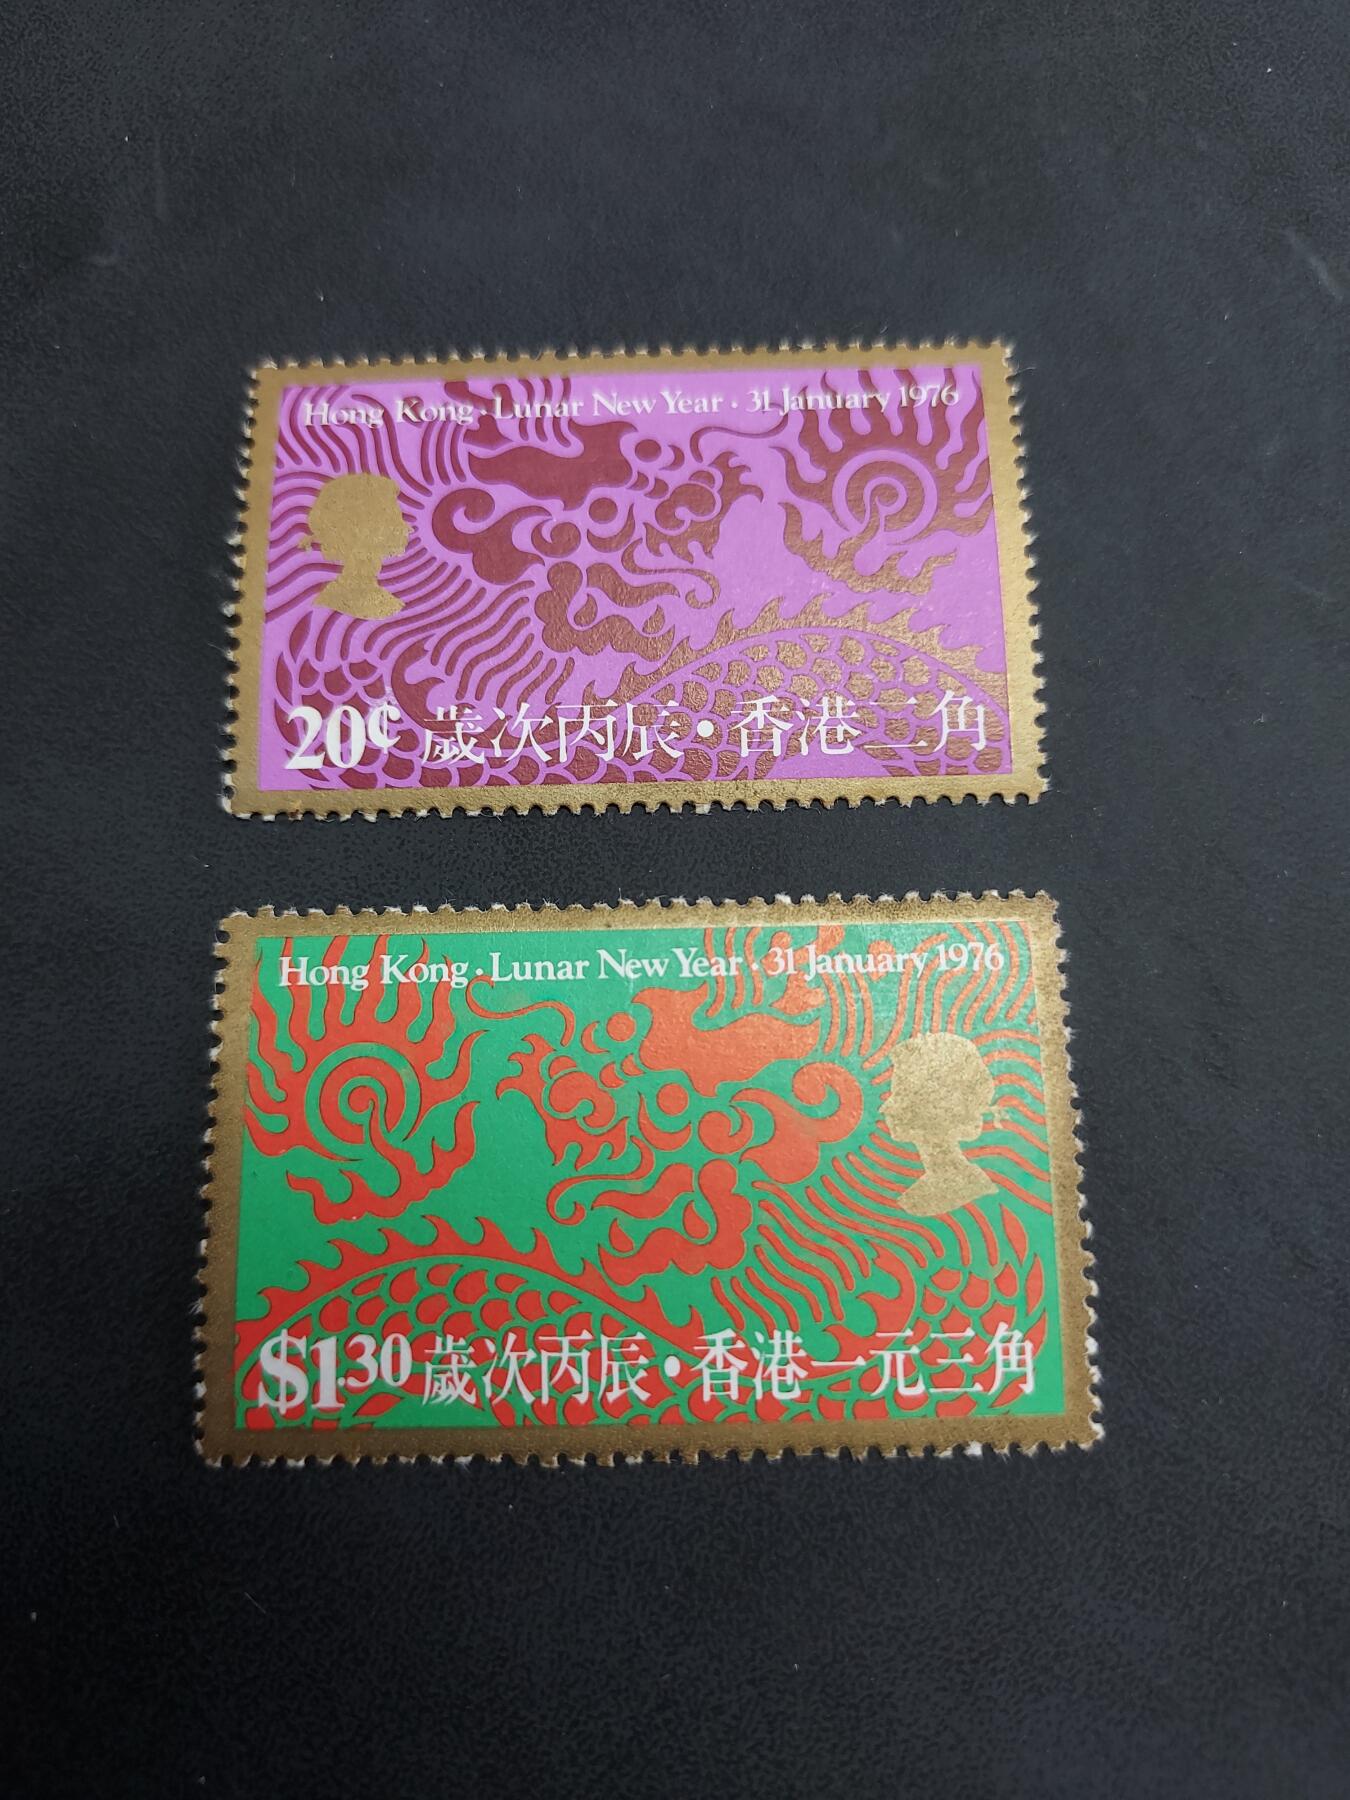 Hong Kong · Lunar New Year · 31 January 1976
20¢ 歲次丙辰·香港二角
Hong Kong · Lunar New Year · 31 January 1976
$1.30 歲次丙辰·香港一元三角